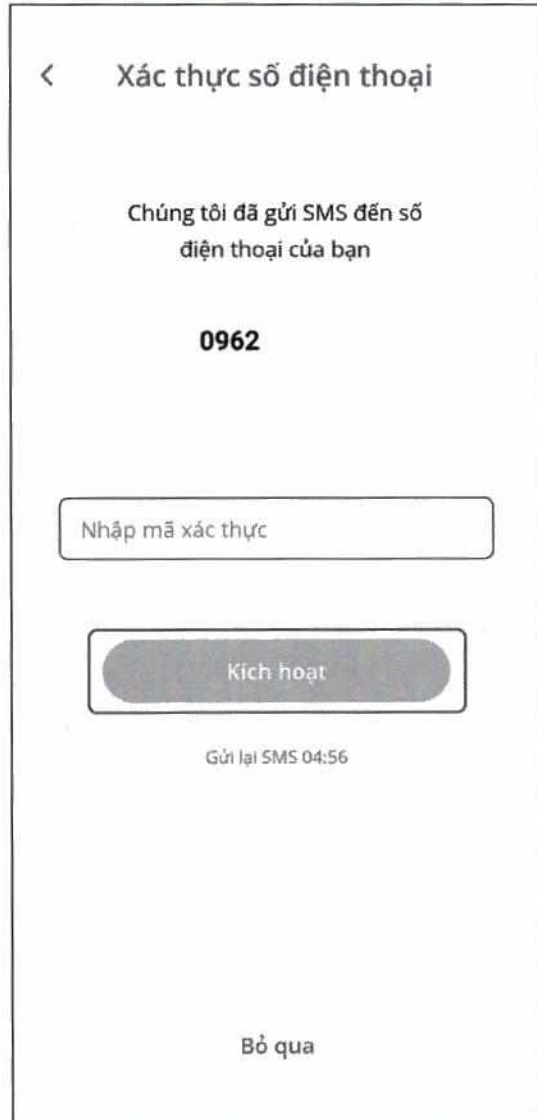 Xác thực số điện thoại
Chúng tôi đã gửi SMS đến số
điện thoại của bạn
0962
Nhập mã xác thực
Kích hoạt
Gửi lại SMS 04:56
Bỏ qua